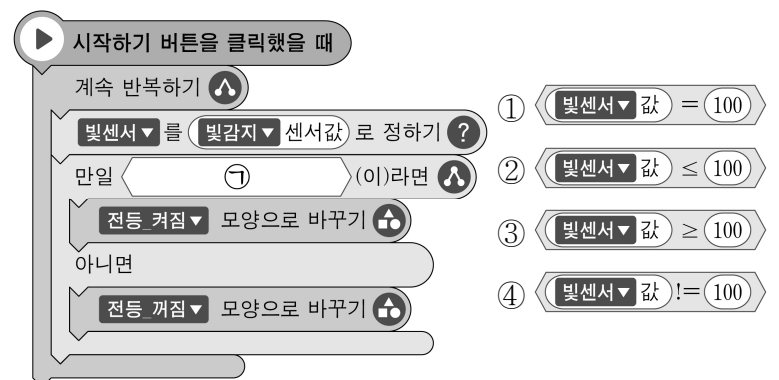 시작하기 버튼을 클릭했을 때
계속 반복하기
빛센서▼ 를 빛감지▼ 센서값 로 정하기 ?
만일 ㉠ (이)라면
전등_켜짐▼ 모양으로 바꾸기
아니면
전등_꺼짐▼ 모양으로 바꾸기
① 빛센서▼ 값 = 100
② 빛센서▼ 값 ≤ 100
③ 빛센서▼ 값 ≥ 100
④ 빛센서▼ 값 != 100